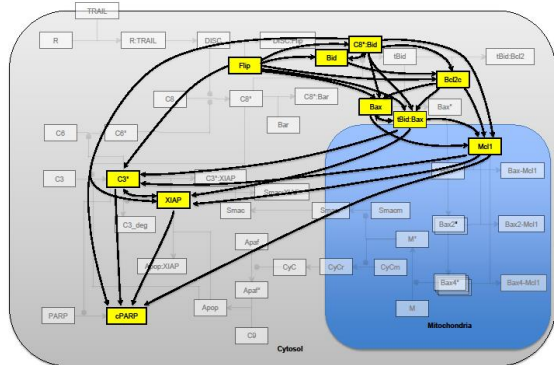 TRAIL
R
R:TRAIL
DISC
DISC:Flip
C8*:Bid
Bid
tBid
tBid:Bcl2
Flip
Bcl2c
C8
C8*
C8*:Bar
Bar
Bax
Bax*
tBid:Bax
C6
C6*
Mcl1
C3
C3*
C3*:XIAP
XIAP
Smac:XIAP
Bax-Mcl1
C3_deg
Smac
Smacm
Bax2*
Bax2-Mcl1
Apaf
M*
Apop:XIAP
CyC
CyCr
CyCm
Bax4*
Bax4-Mcl1
Apaf*
PARP
cPARP
Apop
M
C9
Mitochondria
Cytosol